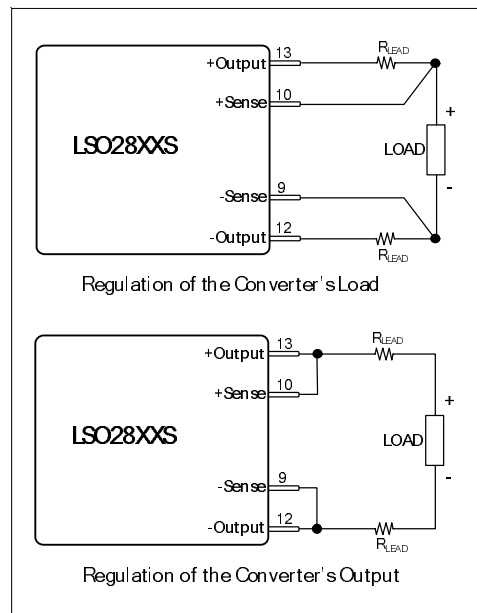 13
+Output
RLEAD
10
+Sense
+
LSO28XXS
LOAD
9
-Sense
-
12
-Output
RLEAD
Regulation of the Converter's Load
13
+Output
RLEAD
10
+Sense
+
LSO28XXS
LOAD
9
-Sense
-
12
-Output
RLEAD
Regulation of the Converter's Output